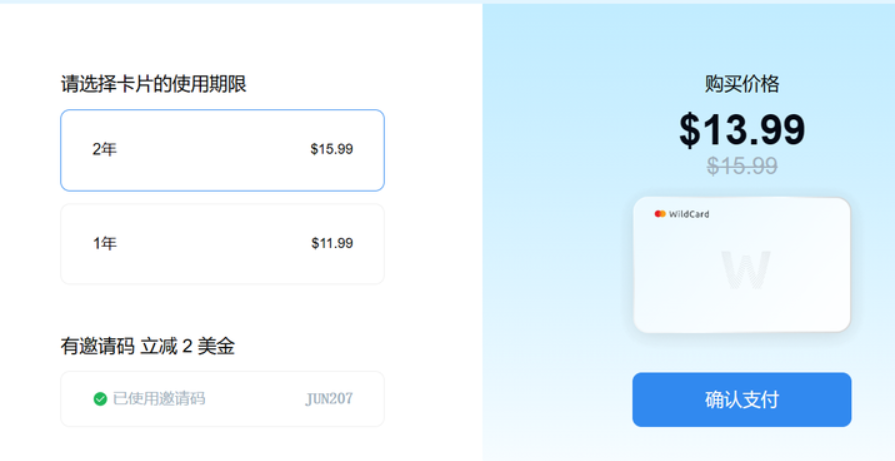 请选择卡片的使用期限
2年 $15.99
1年 $11.99
有邀请码 立减 2 美金
已使用邀请码 JUN207
购买价格
$13.99
$15.99
WildCard
W
确认支付